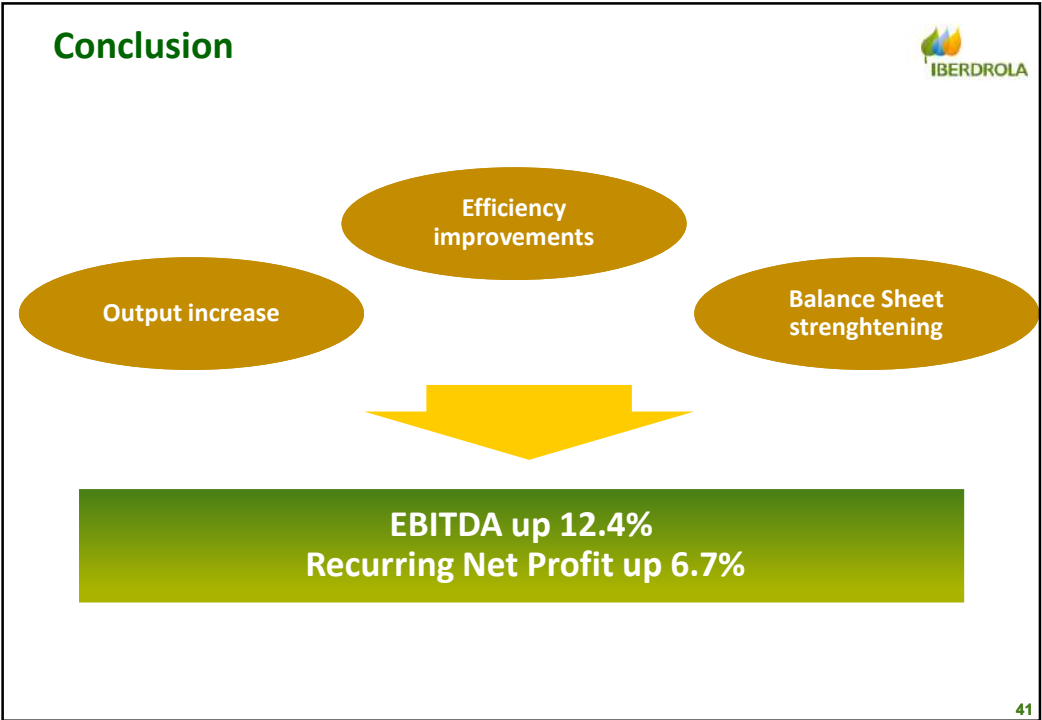 Conclusion
IBERDROLA
Efficiency
improvements
Output increase
Balance Sheet
strenghtening
EBITDA up 12.4%
Recurring Net Profit up 6.7%
41